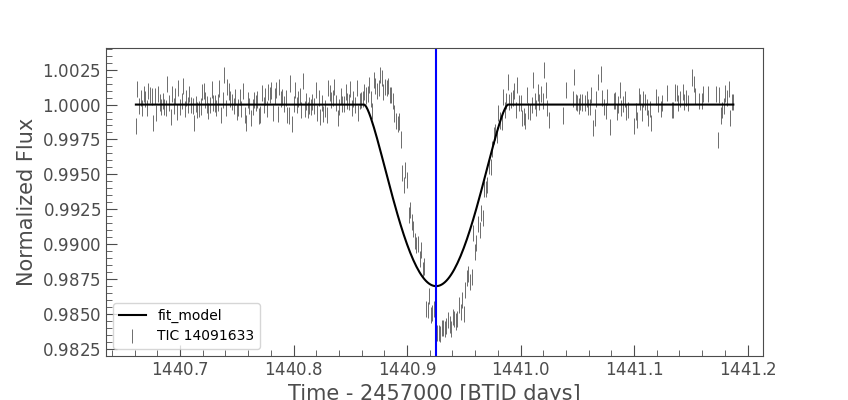 1.0025
1.0000
0.9975
0.9950
0.9925
0.9900
0.9875
0.9850
0.9825
Normalized Flux
fit_model
TIC 14091633
1440.7 1440.8 1440.9 1441.0 1441.1 1441.2
Time - 2457000 [BTJD days]